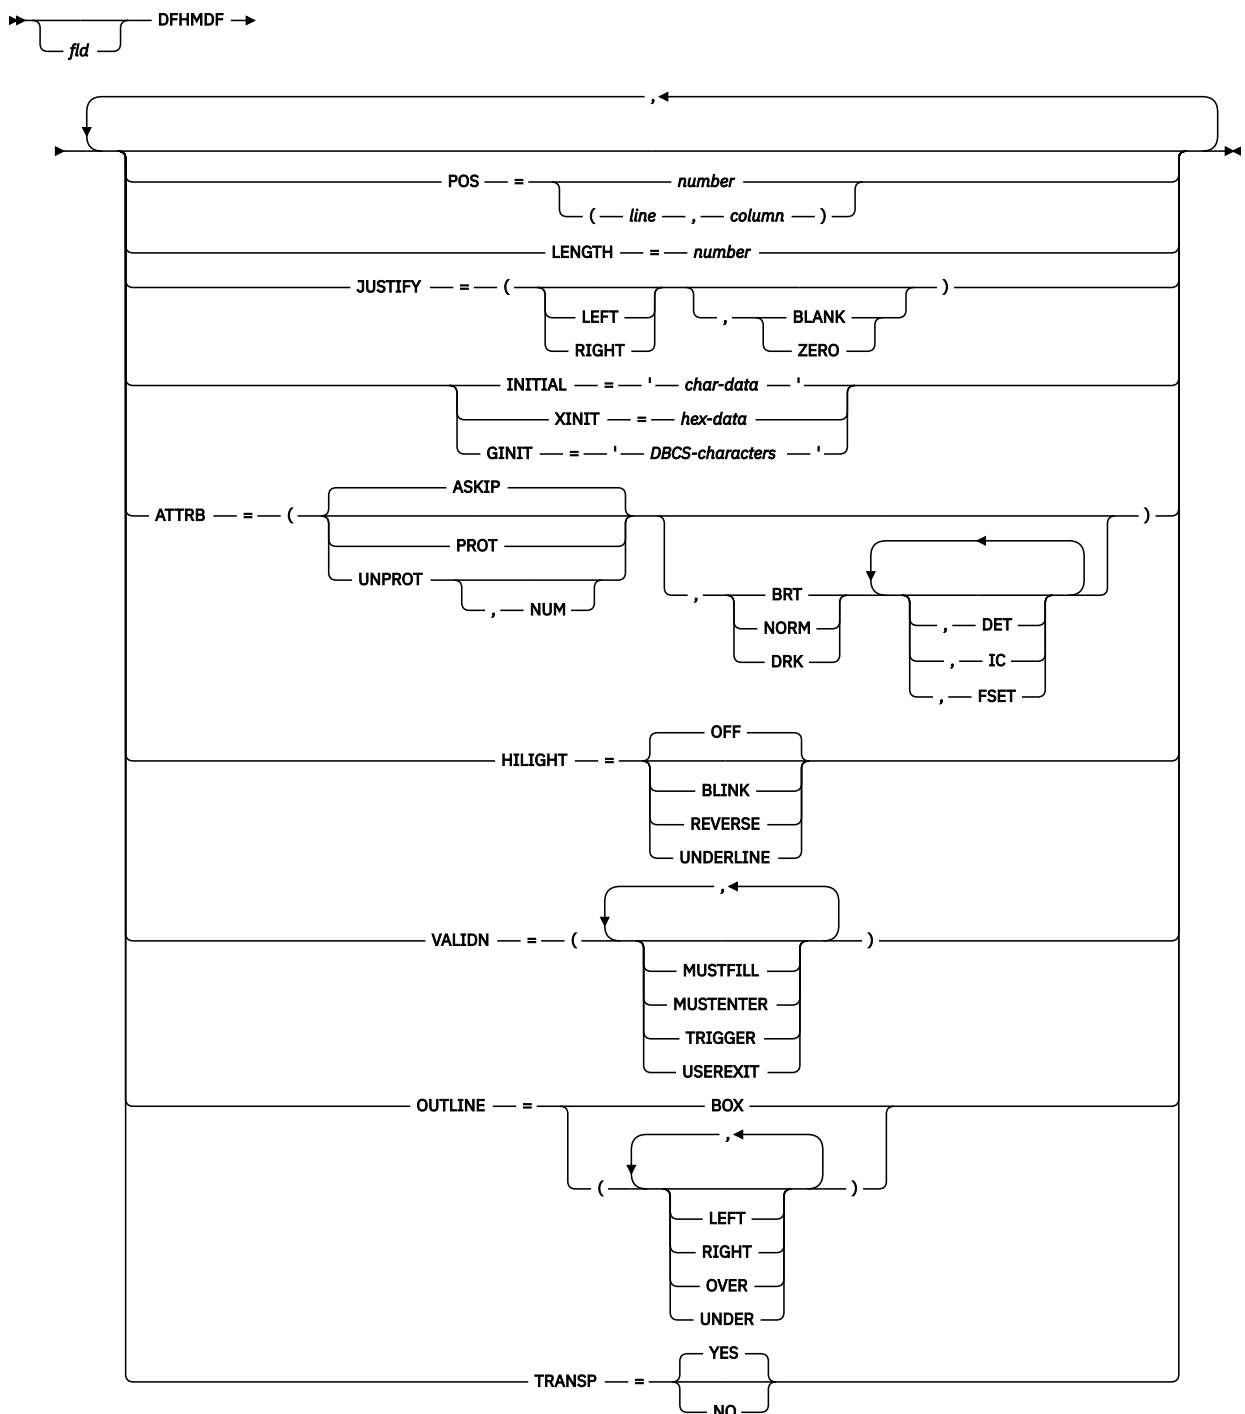 DFHMDF
fld
,
POS = number
( line , column )
LENGTH = number
JUSTIFY = ( )
LEFT , BLANK
RIGHT ZERO
INITIAL = ' char-data '
XINIT = hex-data
GINIT = ' DBCS-characters '
ASKIP
ATTRB = ( )
PROT
UNPROT
, NUM
, BRT
NORM
DRK
, DET
, IC
, FSET
OFF
HILIGHT =
BLINK
REVERSE
UNDERLINE
,
VALIDN = ( )
MUSTFILL
MUSTENTER
TRIGGER
USEREXIT
OUTLINE = BOX
,
( )
LEFT
RIGHT
OVER
UNDER
YES
TRANSP =
NO